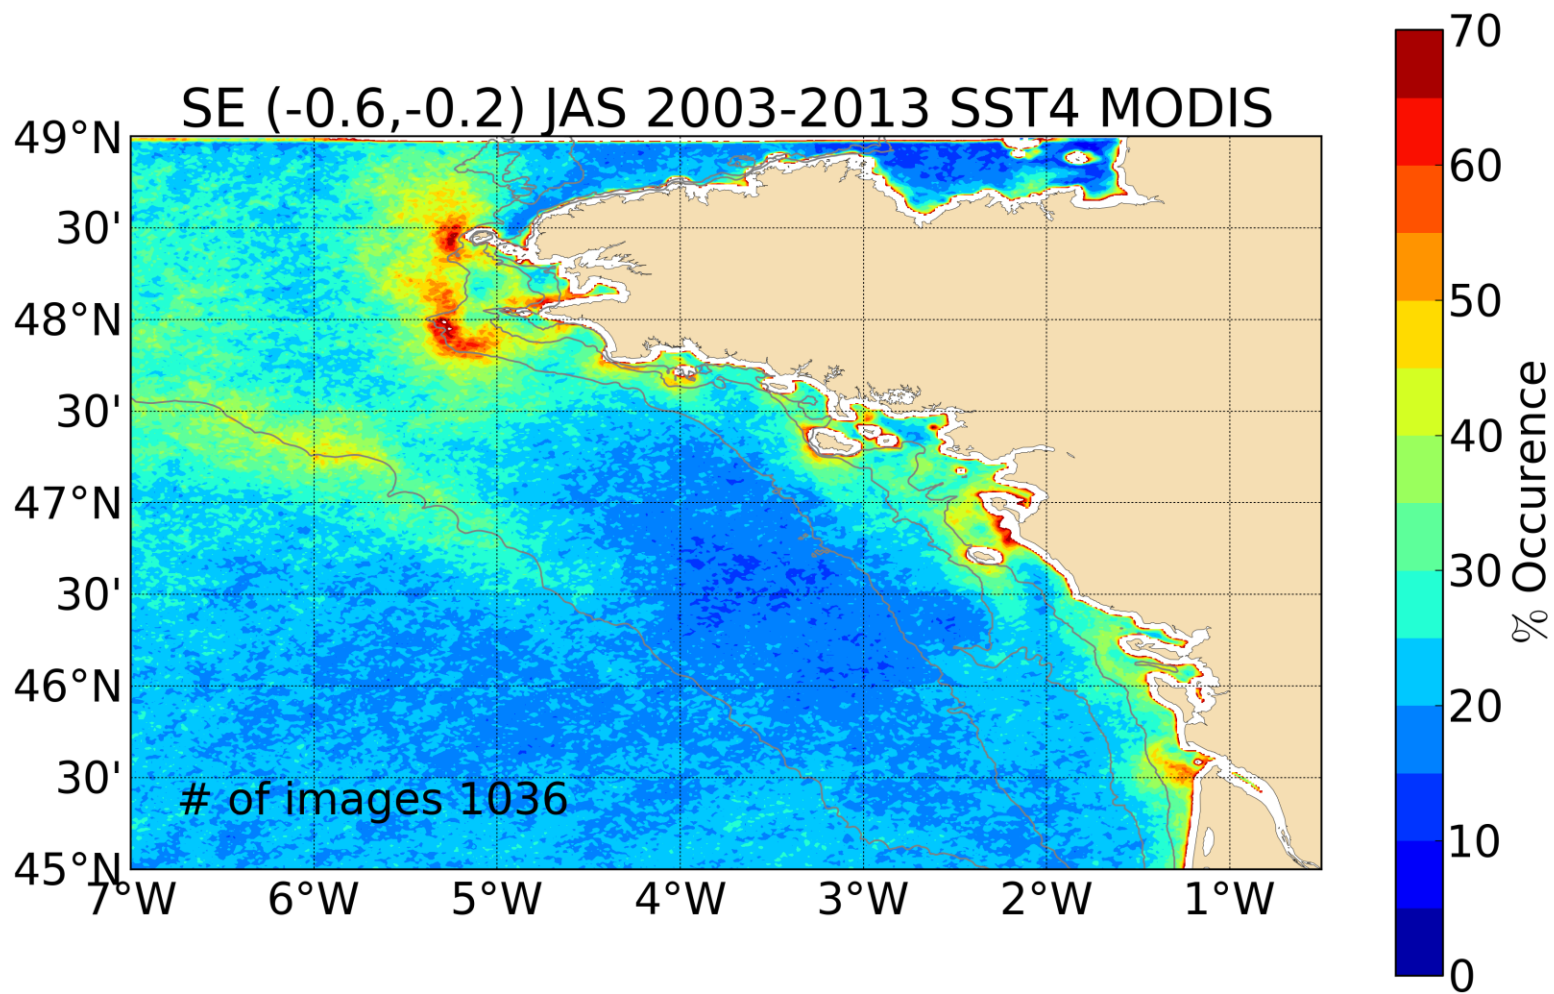 SE (-0.6,-0.2) JAS 2003-2013 SST4 MODIS
49°N
30'
48°N
30'
47°N
30'
46°N
30'
45°N
# of images 1036
7°W 6°W 5°W 4°W 3°W 2°W 1°W
70
60
50
40
30
20
10
0
% Occurence